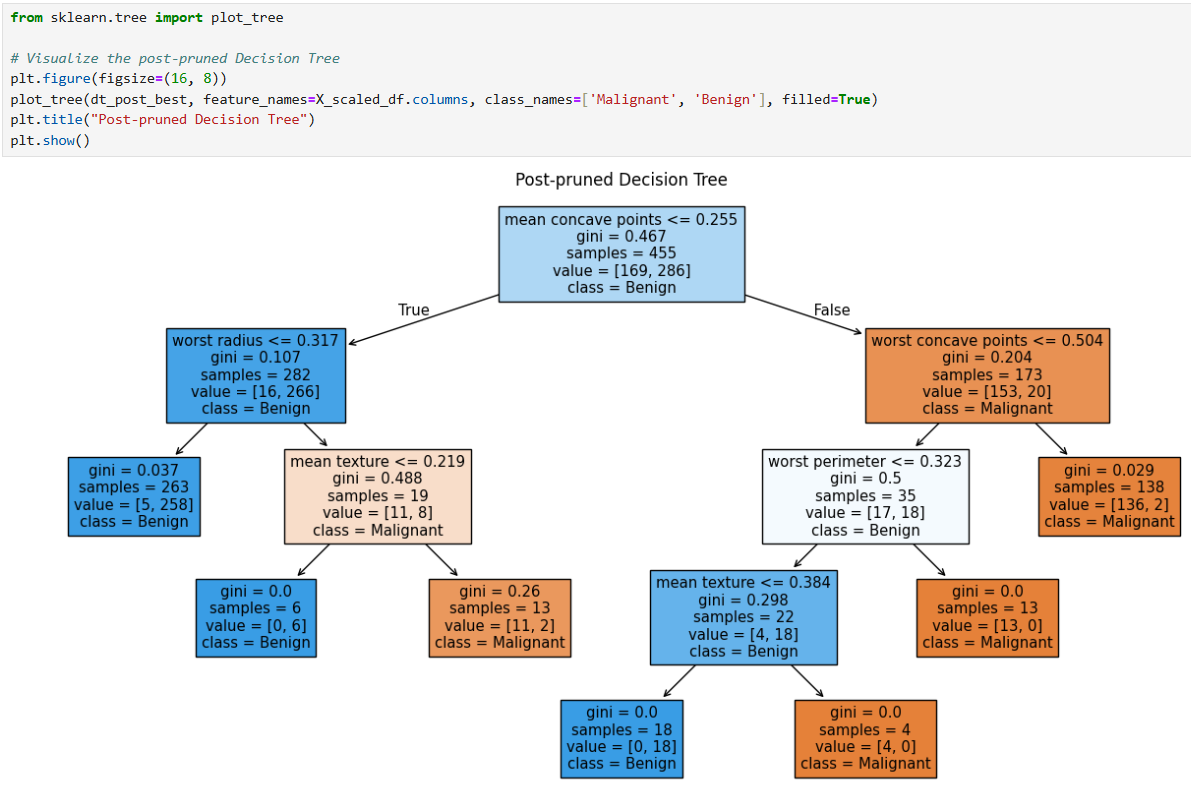 from sklearn.tree import plot_tree
# Visualize the post-pruned Decision Tree
plt.figure(figsize=(16, 8))
plot_tree(dt_post_best, feature_names=X_scaled_df.columns, class_names=['Malignant', 'Benign'], filled=True)
plt.title("Post-pruned Decision Tree")
plt.show()
Post-pruned Decision Tree
mean concave points <= 0.255
gini = 0.467
samples = 455
value = [169, 286]
class = Benign
True
False
worst radius <= 0.317
gini = 0.107
samples = 282
value = [16, 266]
class = Benign
worst concave points <= 0.504
gini = 0.204
samples = 173
value = [153, 20]
class = Malignant
gini = 0.037
samples = 263
value = [5, 258]
class = Benign
mean texture <= 0.219
gini = 0.488
samples = 19
value = [11, 8]
class = Malignant
worst perimeter <= 0.323
gini = 0.5
samples = 35
value = [17, 18]
class = Benign
gini = 0.029
samples = 138
value = [136, 2]
class = Malignant
gini = 0.0
samples = 6
value = [0, 6]
class = Benign
gini = 0.26
samples = 13
value = [11, 2]
class = Malignant
mean texture <= 0.384
gini = 0.298
samples = 22
value = [4, 18]
class = Benign
gini = 0.0
samples = 13
value = [13, 0]
class = Malignant
gini = 0.0
samples = 18
value = [0, 18]
class = Benign
gini = 0.0
samples = 4
value = [4, 0]
class = Malignant